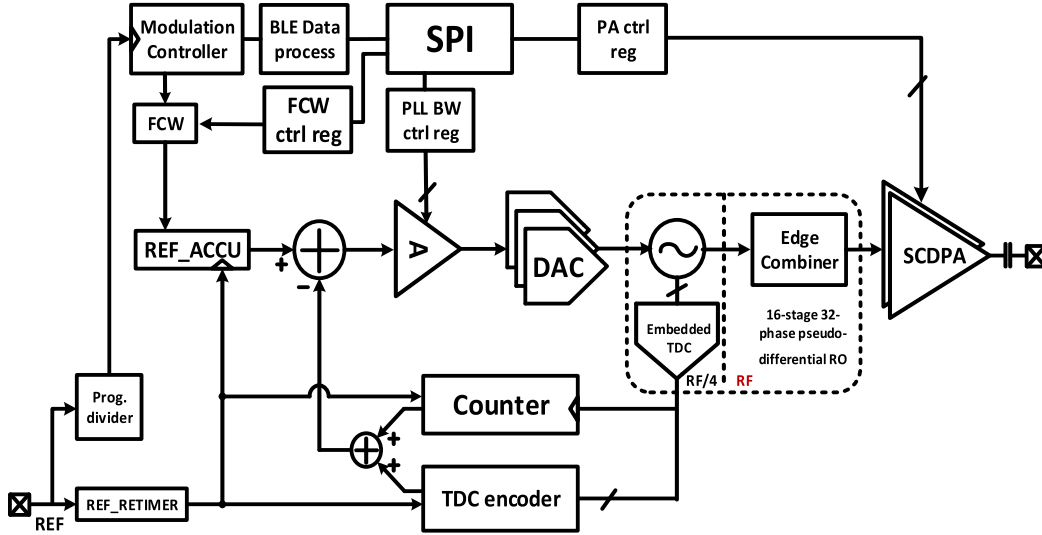 Modulation
Controller
BLE Data
process
SPI
PA ctrl
reg
FCW
FCW
ctrl reg
PLL BW
ctrl reg
REF_ACCU
+
−
A
DAC
Edge
Combiner
SCDPA
Embedded
TDC
16-stage 32-
phase pseudo-
differential RO
RF/4
RF
Prog.
divider
Counter
+
+
TDC encoder
REF
REF_RETIMER